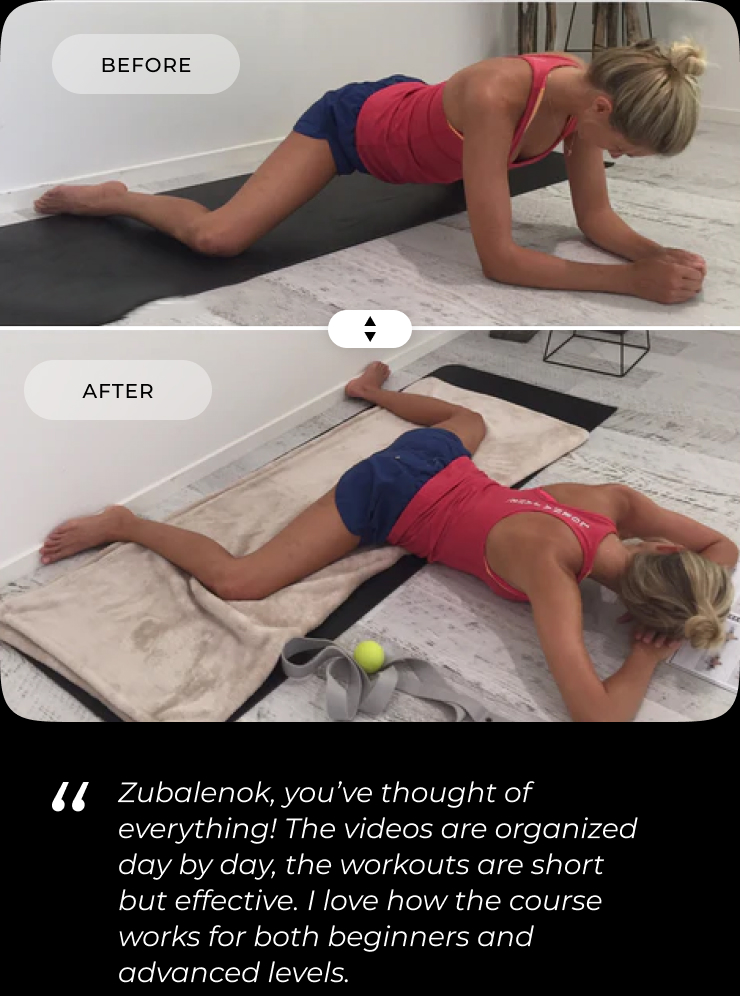 BEFORE
AFTER
“ Zubalenok, you’ve thought of
everything! The videos are organized
day by day, the workouts are short
but effective. I love how the course
works for both beginners and
advanced levels.